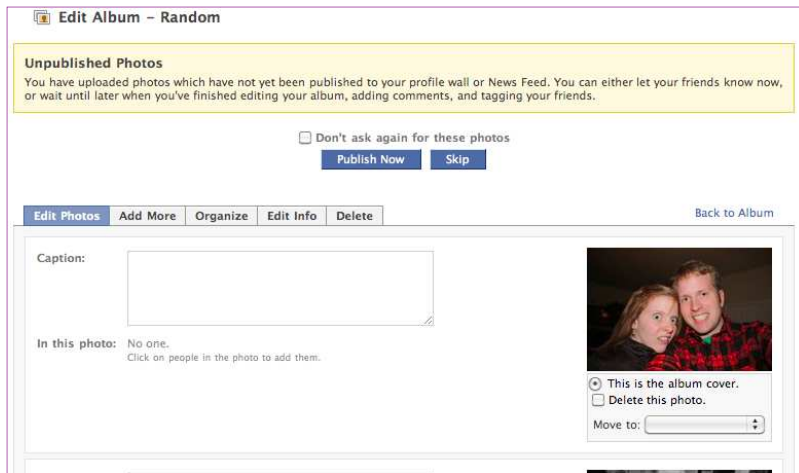 Edit Album – Random
Unpublished Photos
You have uploaded photos which have not yet been published to your profile wall or News Feed. You can either let your friends know now,
or wait until later when you've finished editing your album, adding comments, and tagging your friends.
Don't ask again for these photos
Publish Now Skip
Edit Photos Add More Organize Edit Info Delete Back to Album
Caption:
In this photo: No one.
Click on people in the photo to add them.
This is the album cover.
Delete this photo.
Move to: